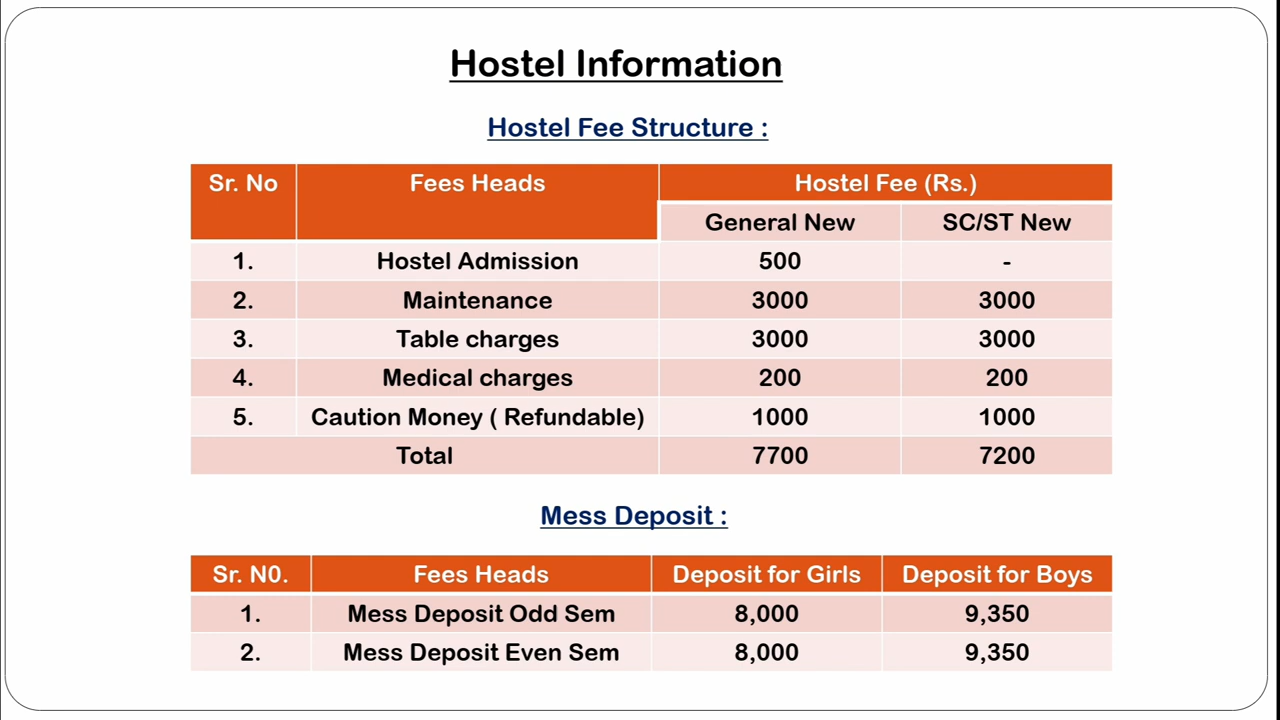 Hostel Information
Hostel Fee Structure :
Sr. No Fees Heads Hostel Fee (Rs.)
General New SC/ST New
1. Hostel Admission 500 -
2. Maintenance 3000 3000
3. Table charges 3000 3000
4. Medical charges 200 200
5. Caution Money ( Refundable) 1000 1000
Total 7700 7200
Mess Deposit :
Sr. N0. Fees Heads Deposit for Girls Deposit for Boys
1. Mess Deposit Odd Sem 8,000 9,350
2. Mess Deposit Even Sem 8,000 9,350